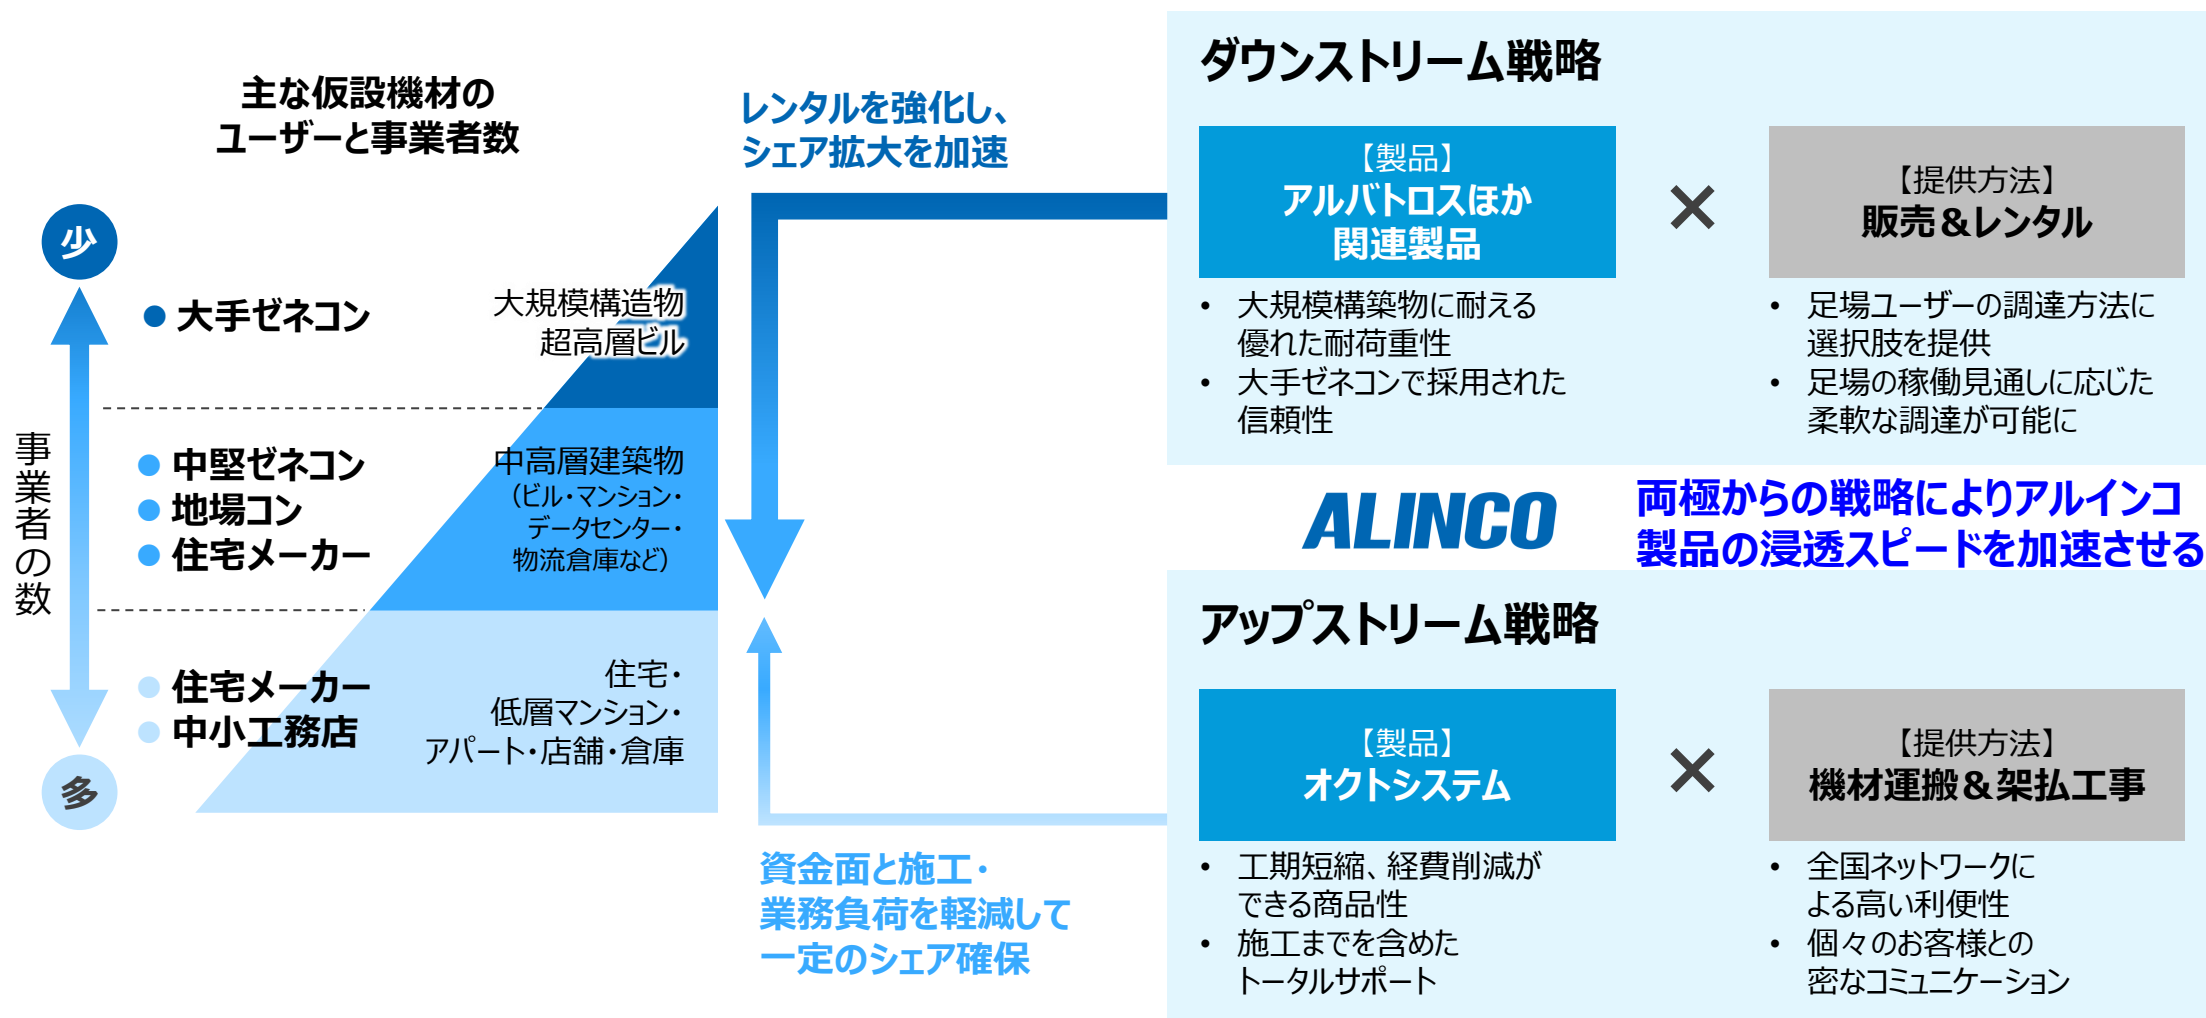 主な仮設機材の
ユーザーと事業者数
少
事業者の数
多
大手ゼネコン
大規模構造物
超高層ビル
中堅ゼネコン
地場コン
住宅メーカー
中高層建築物
（ビル・マンション・
データセンター・
物流倉庫など）
住宅メーカー
中小工務店
住宅・
低層マンション・
アパート・店舗・倉庫
レンタルを強化し、
シェア拡大を加速
資金面と施工・
業務負荷を軽減して
一定のシェア確保
ダウンストリーム戦略
【製品】
アルバトロスほか
関連製品
×
【提供方法】
販売＆レンタル
• 大規模構築物に耐える
優れた耐荷重性
• 大手ゼネコンで採用された
信頼性
• 足場ユーザーの調達方法に
選択肢を提供
• 足場の稼働見通しに応じた
柔軟な調達が可能に
ALINCO
両極からの戦略によりアルインコ
製品の浸透スピードを加速させる
アップストリーム戦略
【製品】
オクトシステム
×
【提供方法】
機材運搬＆架払工事
• 工期短縮、経費削減が
できる商品性
• 施工までを含めた
トータルサポート
• 全国ネットワークに
よる高い利便性
• 個々のお客様との
密なコミュニケーション